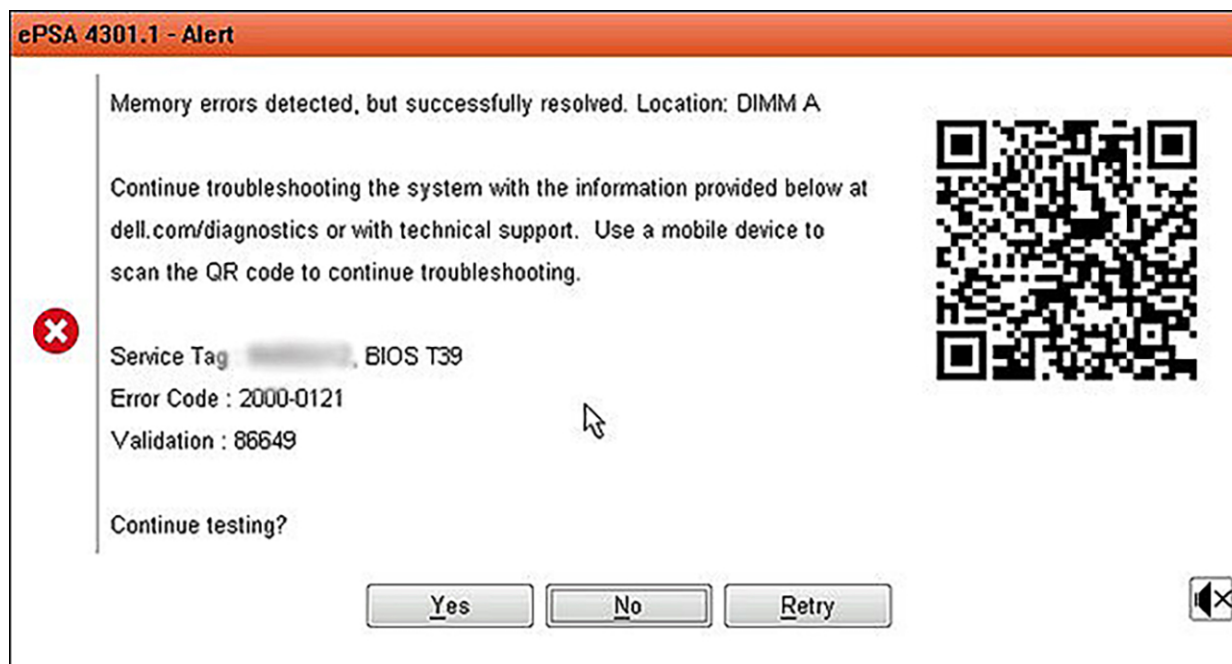 ePSA 4301.1 - Alert
Memory errors detected, but successfully resolved. Location: DIMM A
Continue troubleshooting the system with the information provided below at
dell.com/diagnostics or with technical support. Use a mobile device to
scan the QR code to continue troubleshooting.
Service Tag : , BIOS T39
Error Code : 2000-0121
Validation : 86649
Continue testing?
Yes
No
Retry